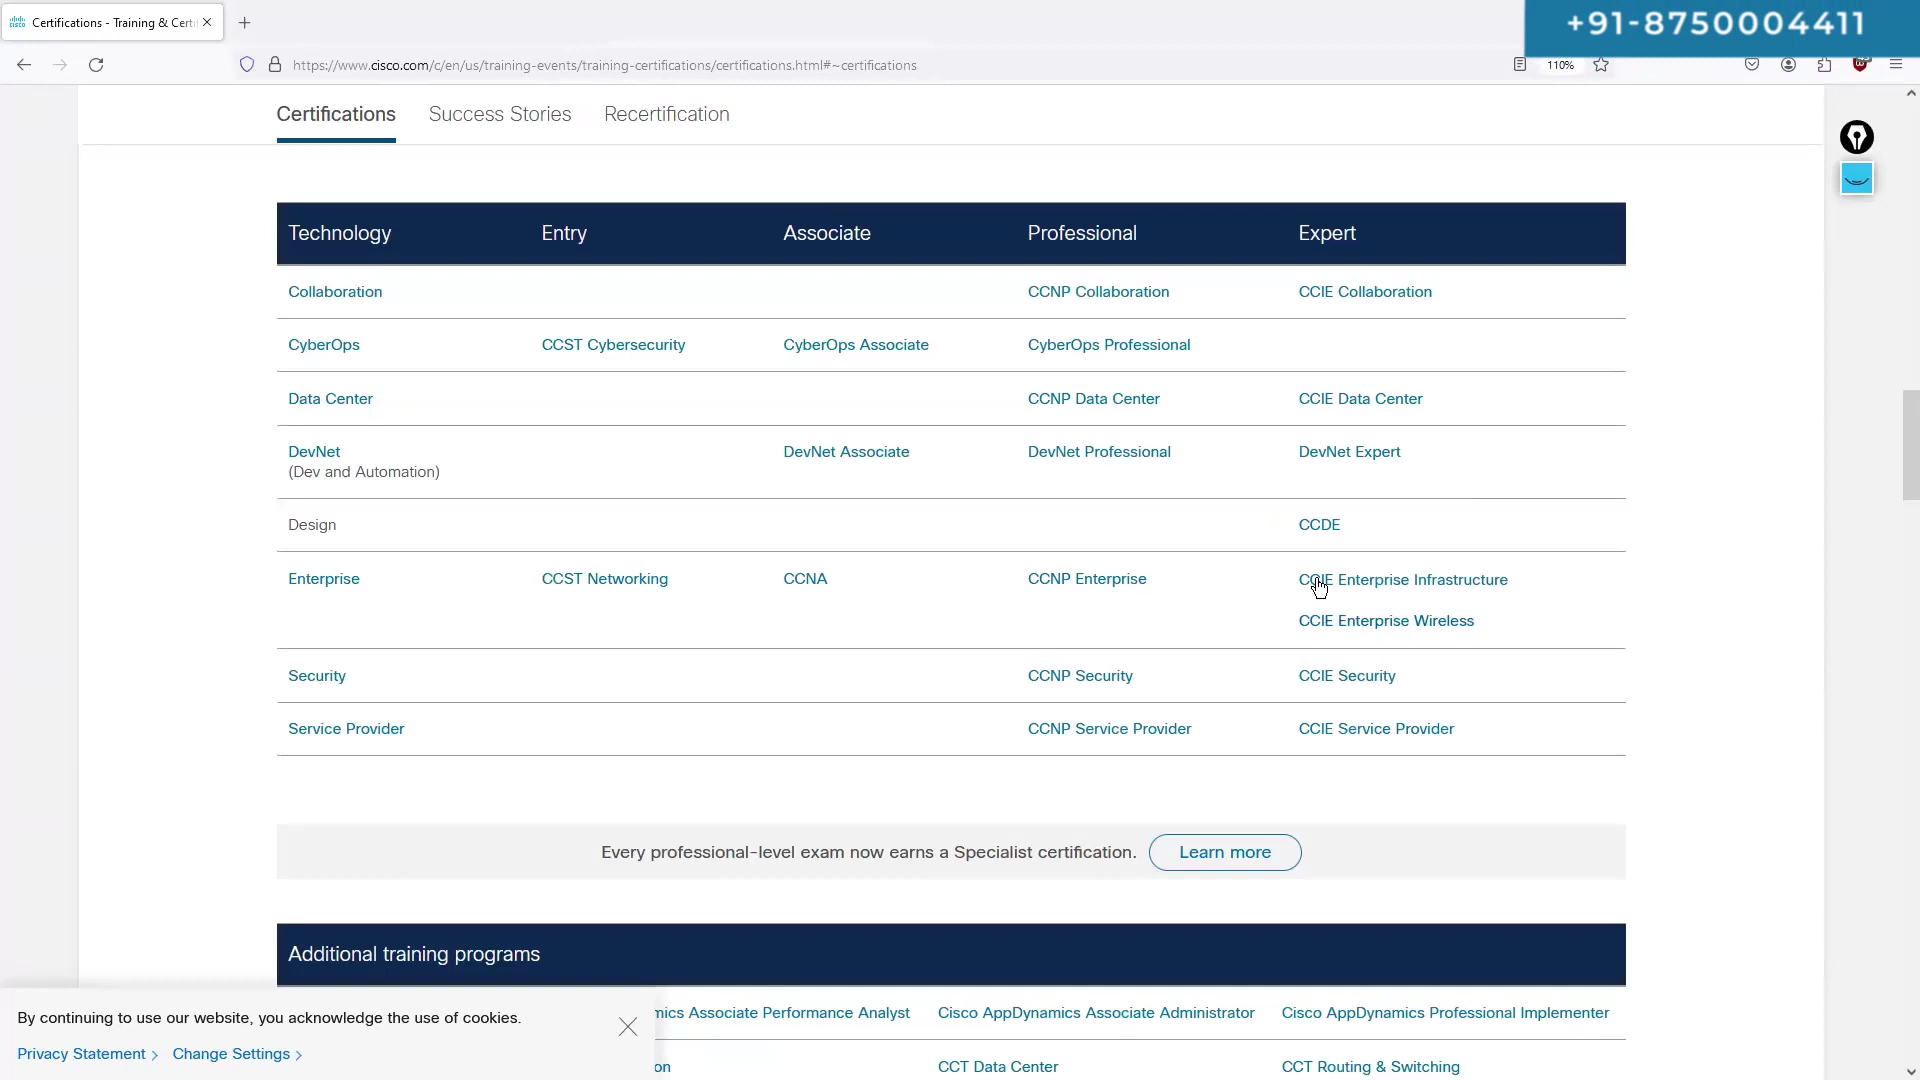 Certifications - Training & Certi
+91-8750004411
https://www.cisco.com/c/en/us/training-events/training-certifications/certifications.html#~certifications
110%
Certifications Success Stories Recertification
Technology Entry Associate Professional Expert
Collaboration CCNP Collaboration CCIE Collaboration
CyberOps CCST Cybersecurity CyberOps Associate CyberOps Professional
Data Center CCNP Data Center CCIE Data Center
DevNet DevNet Associate DevNet Professional DevNet Expert
(Dev and Automation)
Design CCDE
Enterprise CCST Networking CCNA CCNP Enterprise CCIE Enterprise Infrastructure
CCIE Enterprise Wireless
Security CCNP Security CCIE Security
Service Provider CCNP Service Provider CCIE Service Provider
Every professional-level exam now earns a Specialist certification. Learn more
Additional training programs
mics Associate Performance Analyst Cisco AppDynamics Associate Administrator Cisco AppDynamics Professional Implementer
on CCT Data Center CCT Routing & Switching
By continuing to use our website, you acknowledge the use of cookies.
Privacy Statement Change Settings